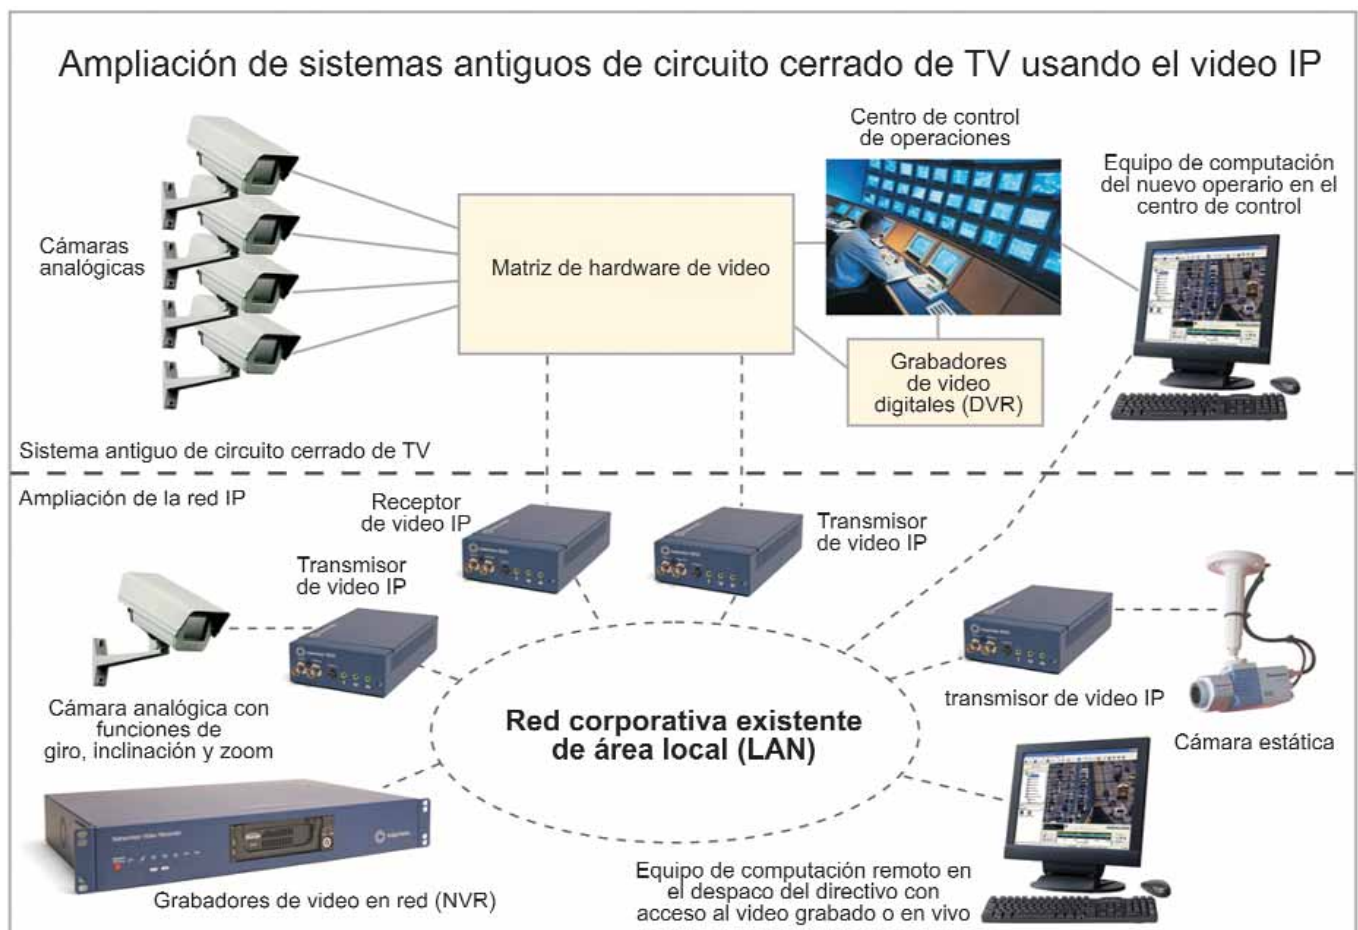 Ampliación de sistemas antiguos de circuito cerrado de TV usando el video IP
Centro de control
de operaciones
Equipo de computación
del nuevo operario en el
centro de control
Cámaras
analógicas
Matriz de hardware de video
Grabadores
de video
digitales (DVR)
Sistema antiguo de circuito cerrado de TV
Ampliación de la red IP
Receptor
de video IP
Transmisor
de video IP
Transmisor
de video IP
transmisor de video IP
Cámara analógica con
funciones de
giro, inclinación y zoom
Red corporativa existente
de área local (LAN)
Cámara estática
Grabadores de video en red (NVR)
Equipo de computación remoto en
el despaco del directivo con
acceso al video grabado o en vivo